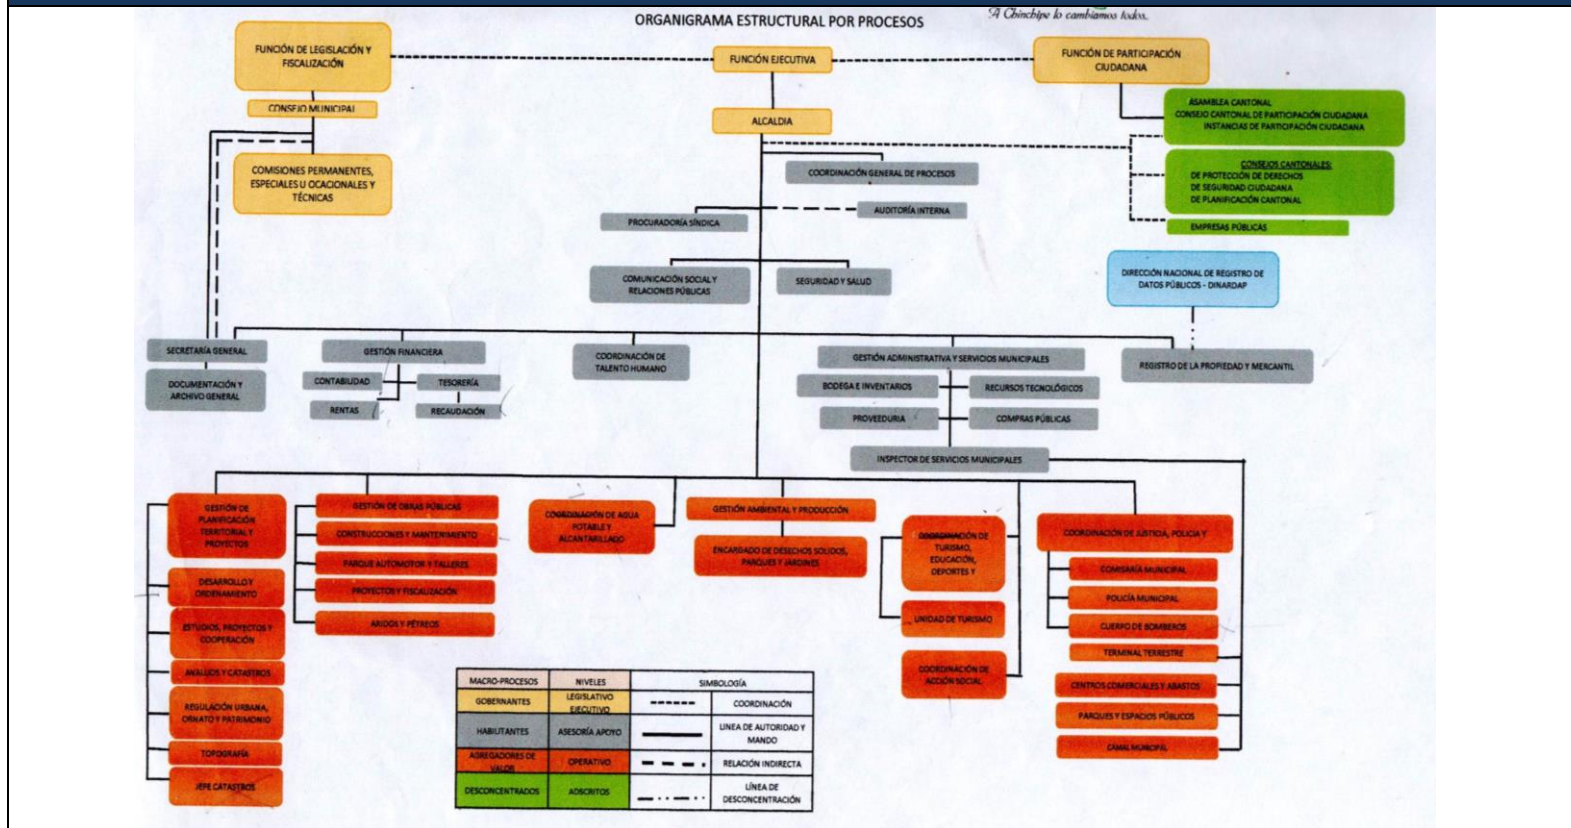 A Chinchipe lo cambiamos todos.
ORGANIGRAMA ESTRUCTURAL POR PROCESOS
FUNCIÓN DE LEGISLACIÓN Y
FISCALIZACIÓN
FUNCIÓN EJECUTIVA
FUNCIÓN DE PARTICIPACIÓN
CIUDADANA
CONSEJO MUNICIPAL
ALCALDIA
ASAMBLEA CANTONAL
CONSEJO CANTONAL DE PARTICIPACIÓN CIUDADANA
INSTANCIAS DE PARTICIPACIÓN CIUDADANA
COMISIONES PERMANENTES,
ESPECIALES U OCACIONALES Y
TÉCNICAS
COORDINACIÓN GENERAL DE PROCESOS
CONSEJOS CANTONALES:
DE PROTECCIÓN DE DERECHOS
DE SEGURIDAD CIUDADANA
DE PLANIFICACIÓN CANTONAL
PROCURADORÍA SÍNDICA
AUDITORÍA INTERNA
EMPRESAS PÚBLICAS
COMUNICACIÓN SOCIAL Y
RELACIONES PÚBLICAS
SEGURIDAD Y SALUD
DIRECCIÓN NACIONAL DE REGISTRO DE
DATOS PÚBLICOS - DINARDAP
SECRETARÍA GENERAL
DOCUMENTACIÓN Y
ARCHIVO GENERAL
GESTIÓN FINANCIERA
CONTABILIDAD
TESORERÍA
RENTAS
RECAUDACIÓN
COORDINACIÓN DE
TALENTO HUMANO
GESTIÓN ADMINISTRATIVA Y SERVICIOS MUNICIPALES
BODEGA E INVENTARIOS
RECURSOS TECNOLÓGICOS
PROVEEDURIA
COMPRAS PÚBLICAS
INSPECTOR DE SERVICIOS MUNICIPALES
REGISTRO DE LA PROPIEDAD Y MERCANTIL
GESTIÓN DE
PLANIFICACIÓN
TERRITORIAL Y
PROYECTOS
DESARROLLO Y
ORDENAMIENTO
ESTUDIOS, PROYECTOS Y
COOPERACIÓN
AVALUOS Y CATASTROS
REGULACIÓN URBANA,
ORNATO Y PATRIMONIO
TOPOGRAFÍA
JEFE CATASTROS
GESTIÓN DE OBRAS PÚBLICAS
CONSTRUCCIONES Y MANTENIMIENTO
PARQUE AUTOMOTOR Y TALLERES
PROYECTOS Y FISCALIZACIÓN
ARIDOS Y PÉTREOS
COORDINACIÓN DE AGUA
POTABLE Y
ALCANTARILLADO
GESTIÓN AMBIENTAL Y PRODUCCIÓN
ENCARGADO DE DESECHOS SOLIDOS,
PARQUES Y JARDINES
COORDINACIÓN DE
TURISMO,
EDUCACIÓN,
DEPORTES Y
UNIDAD DE TURISMO
COORDINACIÓN DE
ACCIÓN SOCIAL
COORDINACIÓN DE JUSTICIA, POLICIA Y
COMISARÍA MUNICIPAL
POLICÍA MUNICIPAL
CUERPO DE BOMBEROS
TERMINAL TERRESTRE
CENTROS COMERCIALES Y ABASTOS
PARQUES Y ESPACIOS PÚBLICOS
CAMAL MUNICIPAL
MACRO-PROCESOS NIVELES SIMBOLOGÍA
GOBERNANTES
LEGISLATIVO
EJECUTIVO
COORDINACIÓN
HABILITANTES
ASESORÍA APOYO
LINEA DE AUTORIDAD Y
MANDO
AGREGADORES DE
VALOR
OPERATIVO
RELACIÓN INDIRECTA
DESCONCENTRADOS
ADSCRITOS
LÍNEA DE
DESCONCENTRACIÓN